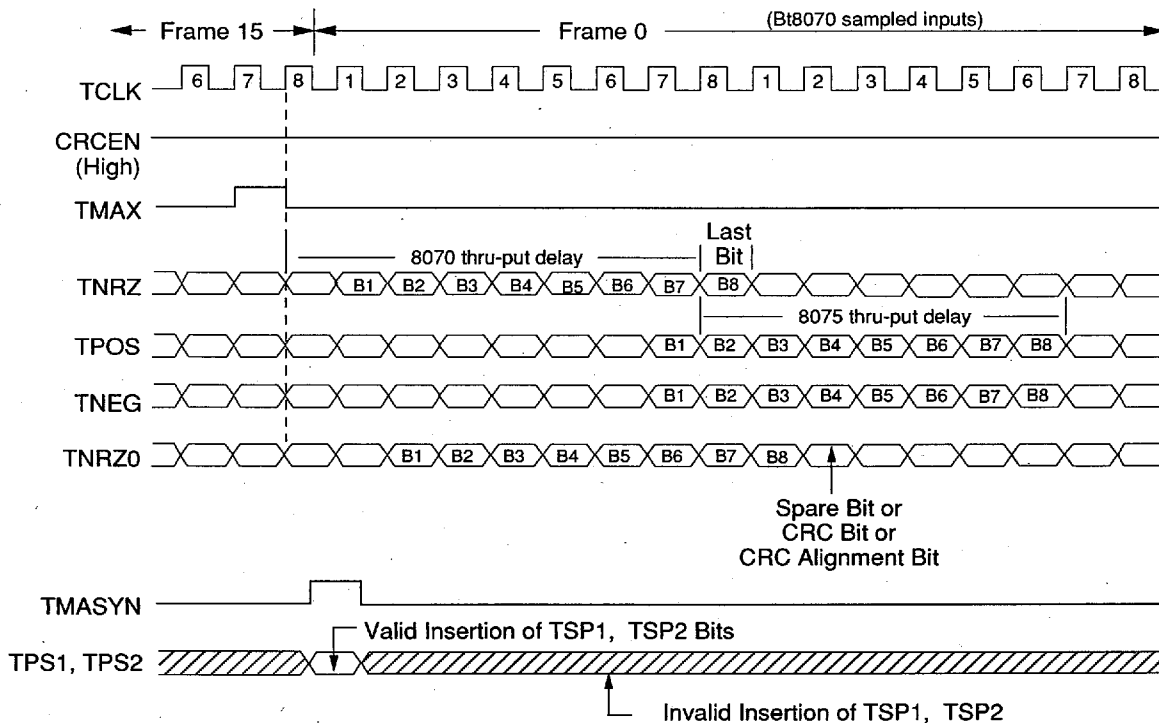 Frame 15 Frame 0 (Bt8070 sampled inputs)
TCLK 6 7 8 1 2 3 4 5 6 7 8 1 2 3 4 5 6 7 8
CRCEN
(High)
TMAX
8070 thru-put delay Last
Bit
TNRZ B1 B2 B3 B4 B5 B6 B7 B8
8075 thru-put delay
TPOS B1 B2 B3 B4 B5 B6 B7 B8
TNEG B1 B2 B3 B4 B5 B6 B7 B8
TNRZ0 B1 B2 B3 B4 B5 B6 B7 B8
Spare Bit or
CRC Bit or
CRC Alignment Bit
TMASYN
Valid Insertion of TSP1, TSP2 Bits
TPS1, TPS2
Invalid Insertion of TSP1, TSP2